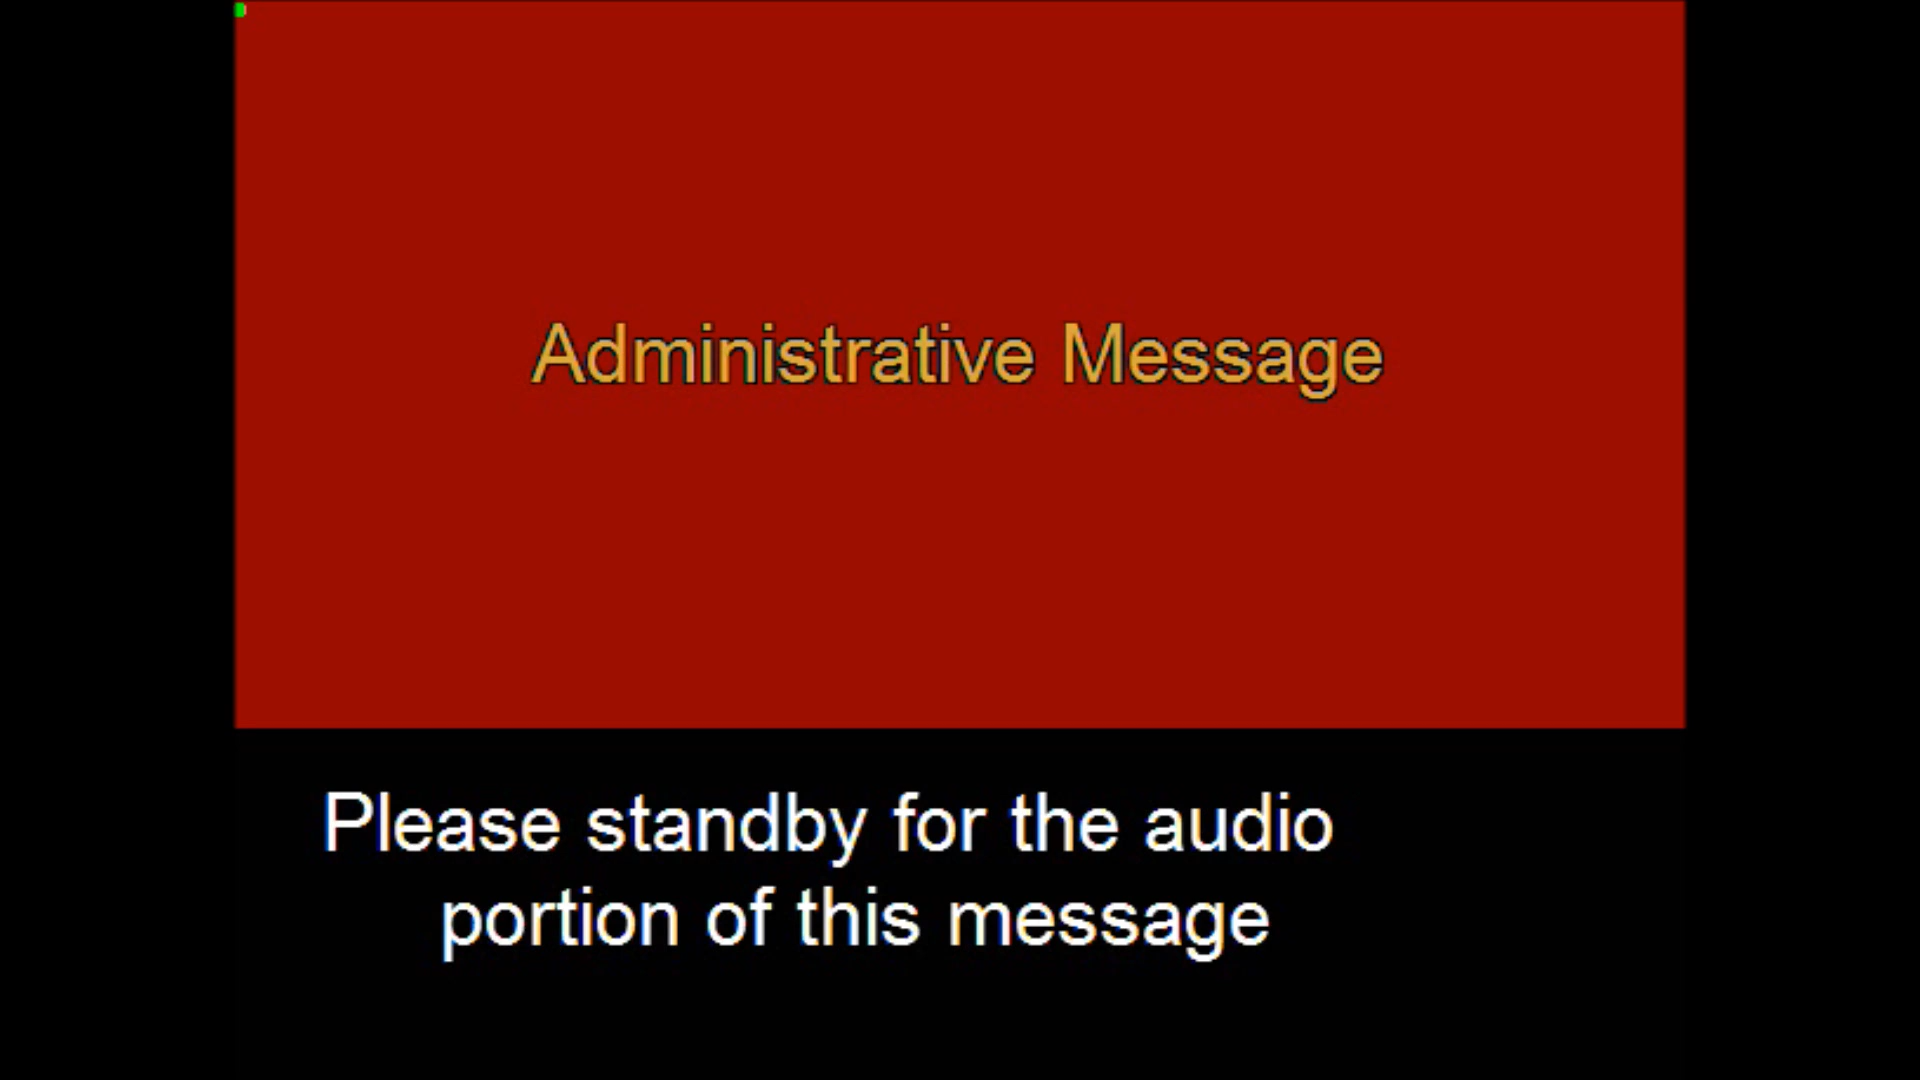 Administrative Message
Please standby for the audio
portion of this message